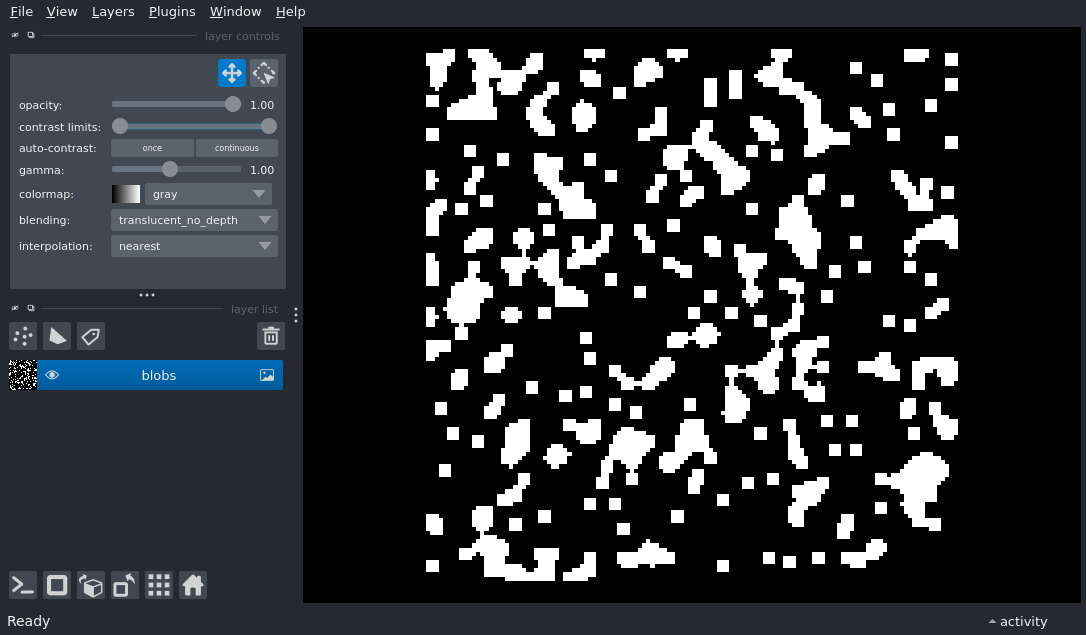 File View Layers Plugins Window Help
layer controls
opacity: 1.00
contrast limits:
auto-contrast: once continuous
gamma: 1.00
colormap: gray
blending: translucent_no_depth
interpolation: nearest
layer list
blobs
Ready
activity